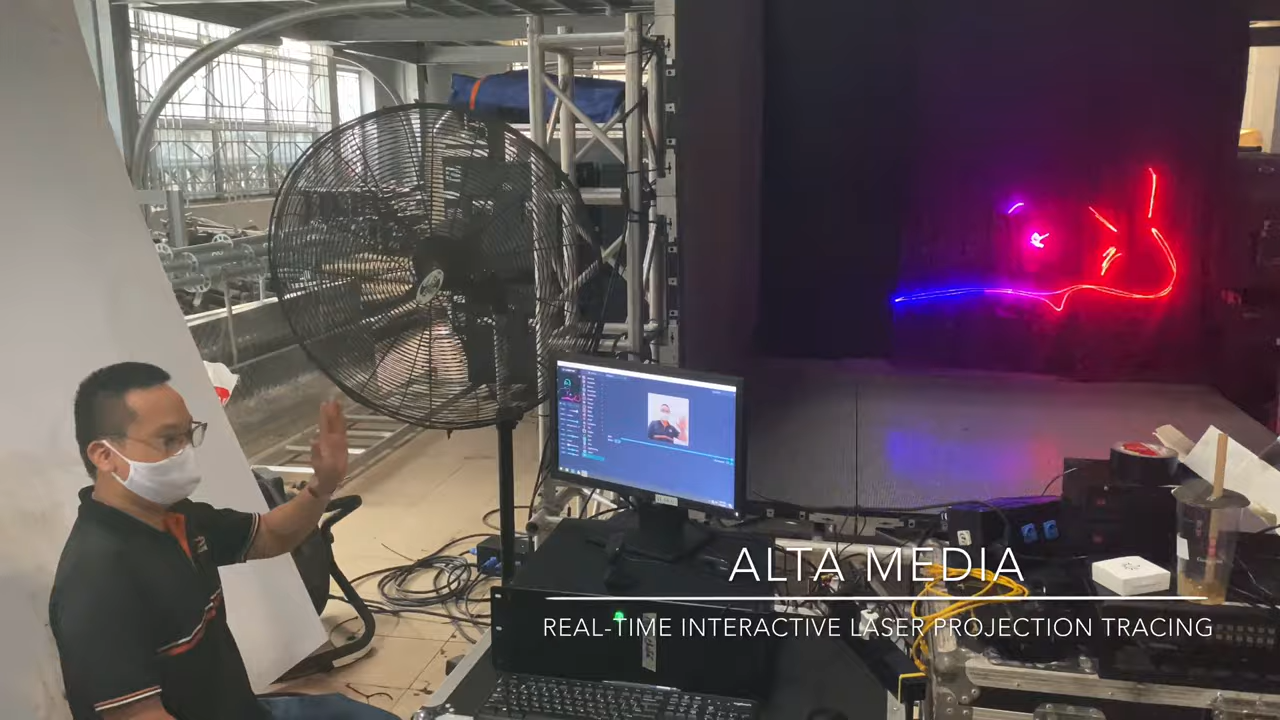 ALTA MEDIA
REAL-TIME INTERACTIVE LASER PROJECTION TRACING